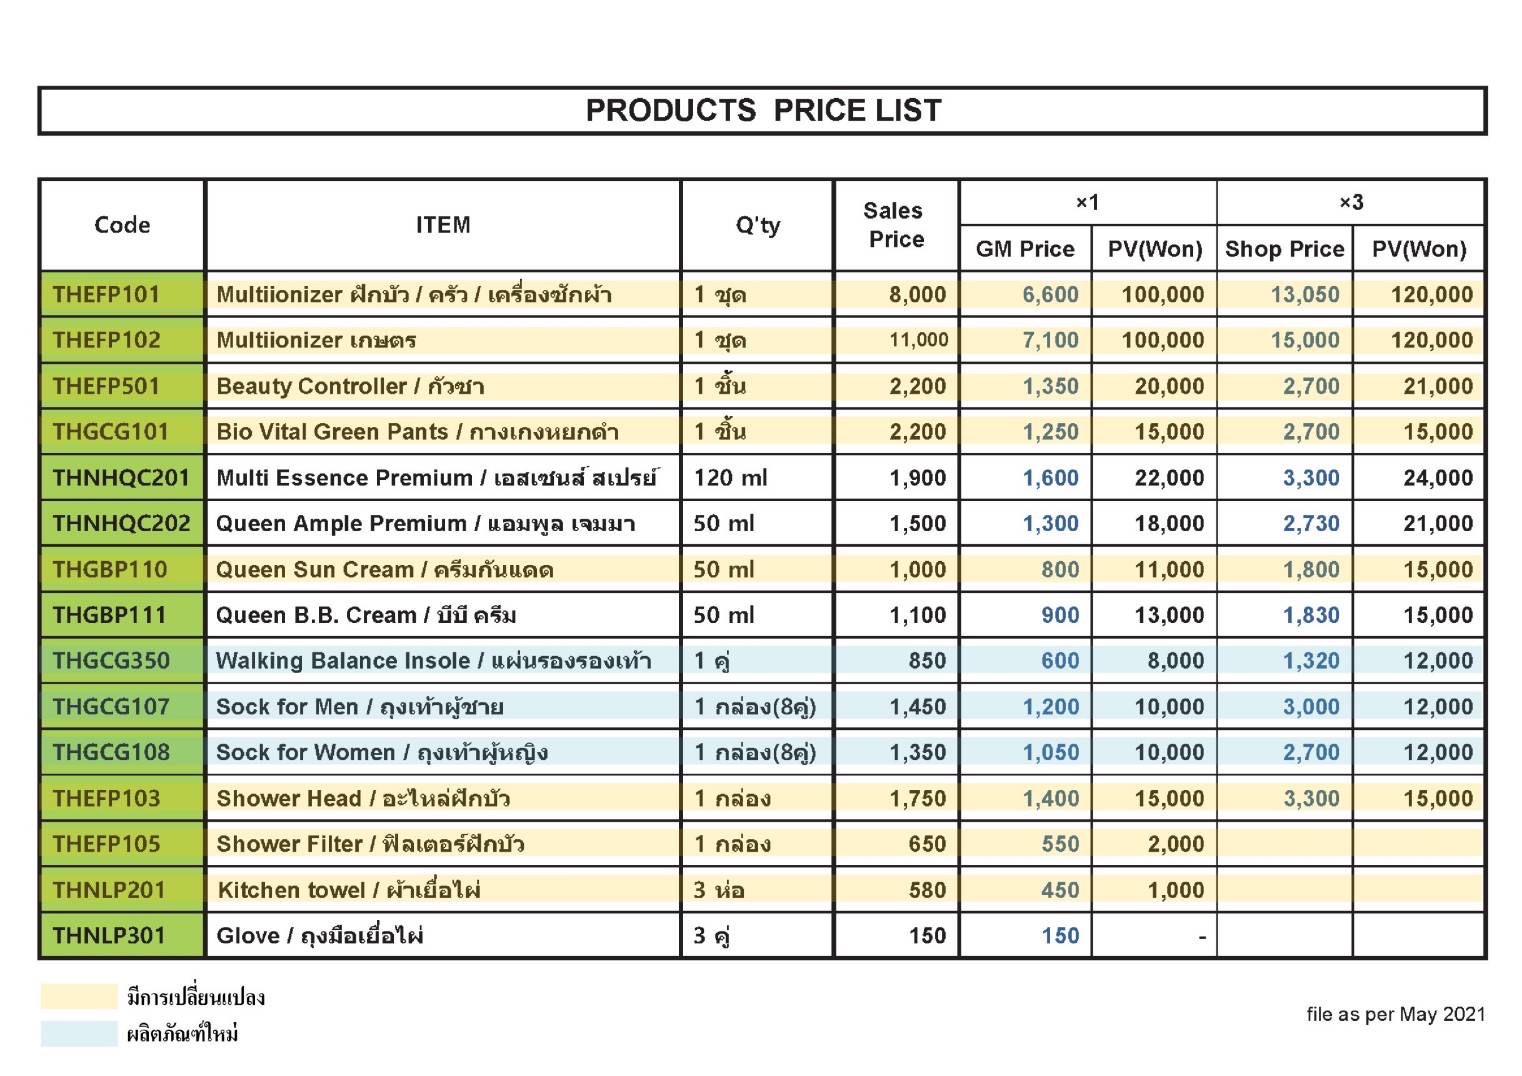 PRODUCTS PRICE LIST
Code ITEM Q'ty Sales Price ×1 ×3
GM Price PV(Won) Shop Price PV(Won)
THEFP101 Multiionizer ฝักบัว / ครัว / เครื่องซักผ้า 1 ชุด 8,000 6,600 100,000 13,050 120,000
THEFP102 Multiionizer เกษตร 1 ชุด 11,000 7,100 100,000 15,000 120,000
THEFP501 Beauty Controller / กัวซา 1 ชิ้น 2,200 1,350 20,000 2,700 21,000
THGCG101 Bio Vital Green Pants / กางเกงหยกดำ 1 ชิ้น 2,200 1,250 15,000 2,700 15,000
THNHQC201 Multi Essence Premium / เอสเซนส์ สเปรย์ 120 ml 1,900 1,600 22,000 3,300 24,000
THNHQC202 Queen Ample Premium / แอมพูล เจมมา 50 ml 1,500 1,300 18,000 2,730 21,000
THGBP110 Queen Sun Cream / ครีมกันแดด 50 ml 1,000 800 11,000 1,800 15,000
THGBP111 Queen B.B. Cream / บีบี ครีม 50 ml 1,100 900 13,000 1,830 15,000
THGCG350 Walking Balance Insole / แผ่นรองรองเท้า 1 คู่ 850 600 8,000 1,320 12,000
THGCG107 Sock for Men / ถุงเท้าผู้ชาย 1 กล่อง(8คู่) 1,450 1,200 10,000 3,000 12,000
THGCG108 Sock for Women / ถุงเท้าผู้หญิง 1 กล่อง(8คู่) 1,350 1,050 10,000 2,700 12,000
THEFP103 Shower Head / อะไหล่ฝักบัว 1 กล่อง 1,750 1,400 15,000 3,300 15,000
THEFP105 Shower Filter / ฟิลเตอร์ฝักบัว 1 กล่อง 650 550 2,000
THNLP201 Kitchen towel / ผ้าเยื่อไผ่ 3 ห่อ 580 450 1,000
THNLP301 Glove / ถุงมือเยื่อไผ่ 3 คู่ 150 150 -
มีการเปลี่ยนแปลง
ผลิตภัณฑ์ใหม่
file as per May 2021